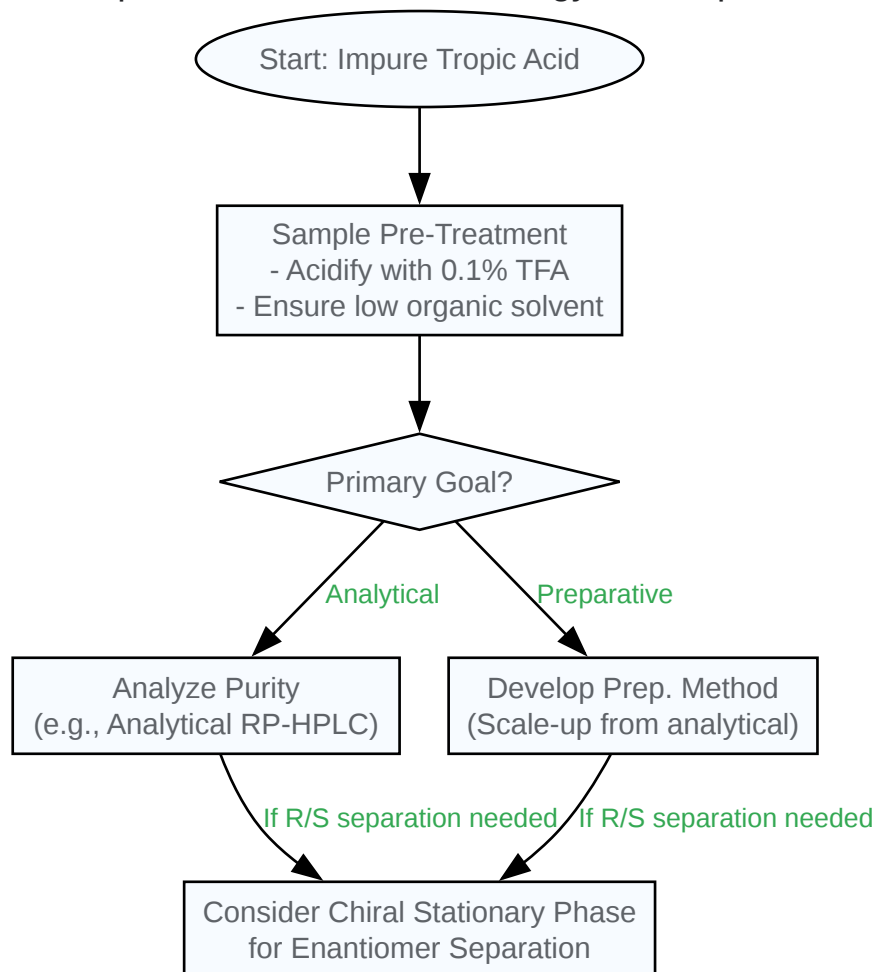 Start: Impure Tropic Acid
Sample Pre-Treatment
- Acidify with 0.1% TFA
- Ensure low organic solvent
Primary Goal?
Analytical
Preparative
Analyze Purity
(e.g., Analytical RP-HPLC)
Develop Prep. Method
(Scale-up from analytical)
If R/S separation needed
If R/S separation needed
Consider Chiral Stationary Phase
for Enantiomer Separation